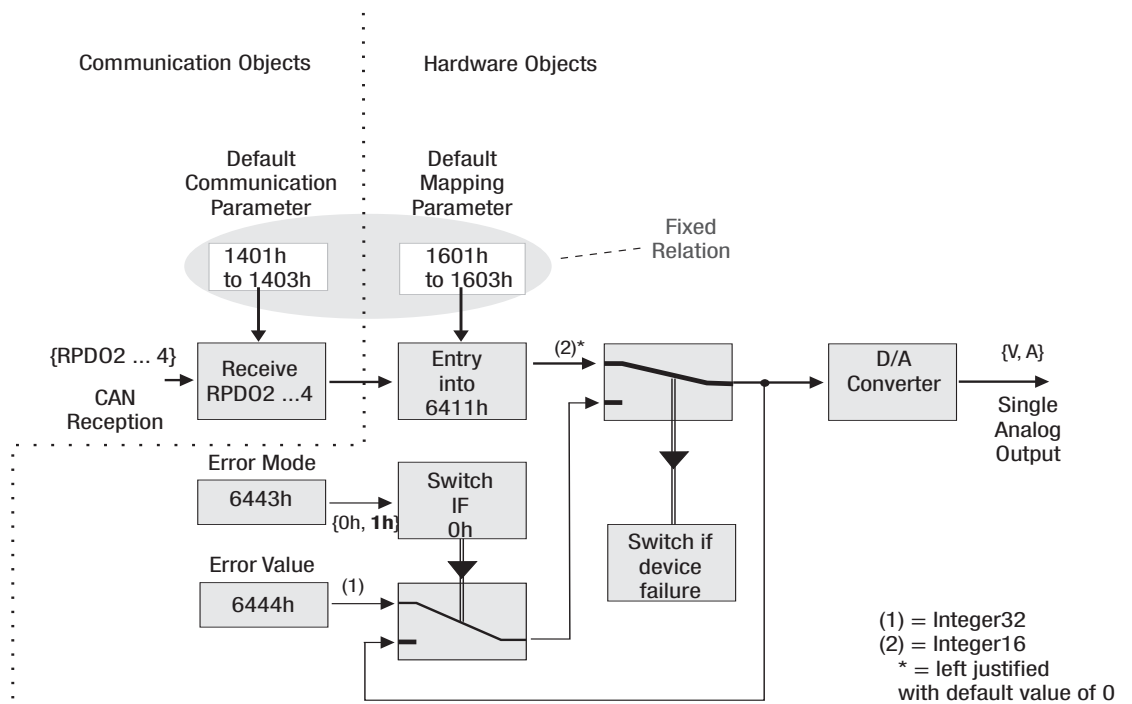 Communication Objects
Hardware Objects
Default
Communication
Parameter
Default
Mapping
Parameter
Fixed
Relation
1401h
to 1403h
1601h
to 1603h
{RPDO2 ... 4}
CAN
Reception
Receive
RPDO2 ...4
Entry
into
6411h
(2)*
D/A
Converter
{V, A}
Single
Analog
Output
Error Mode
6443h
{0h, 1h}
Switch
IF
0h
Switch if
device
failure
Error Value
6444h
(1)
(1) = Integer32
(2) = Integer16
* = left justified
with default value of 0